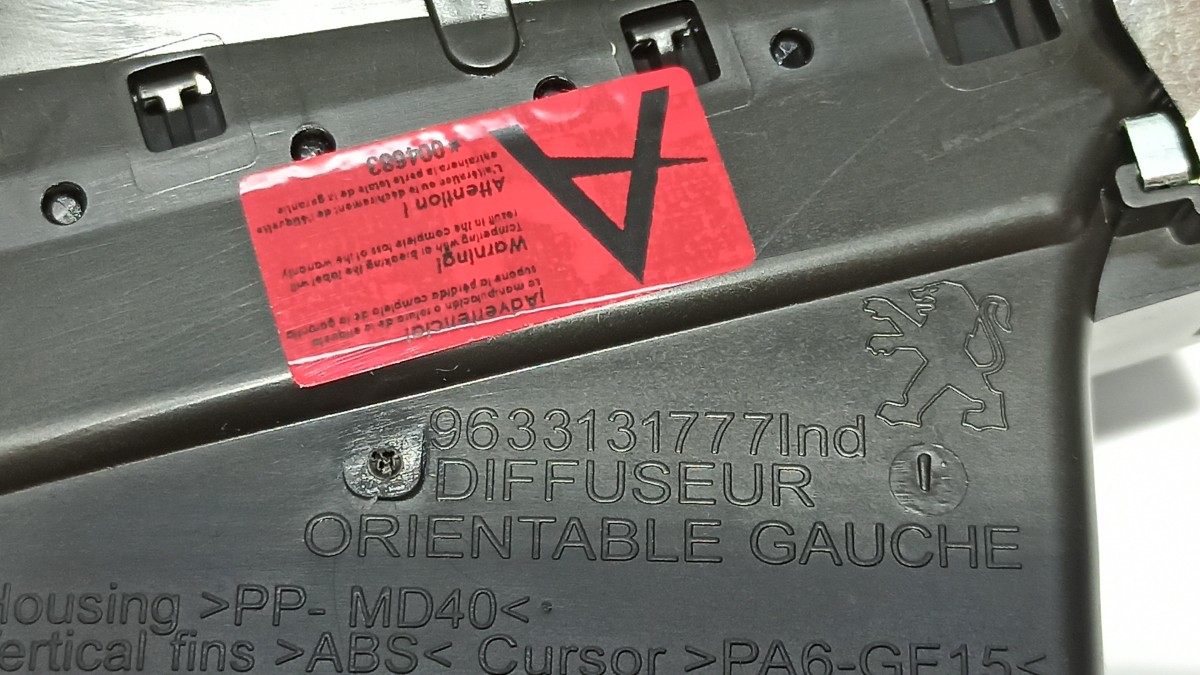 A
*004683
Attention !
L'altération ou le déchirement de l'étiquette
entrainera la perte totale de la garantie
Warning!
Tampering with or breaking the label will
result in the complete loss of the warranty
¡Advertencia!
La manipulación o rotura de la etiqueta
supone la pérdida completa de la garantía
9633131777Ind
DIFFUSEUR
ORIENTABLE GAUCHE
Housing >PP- MD40<
ertical fins >ABS< Cursor >PA6-GF15<